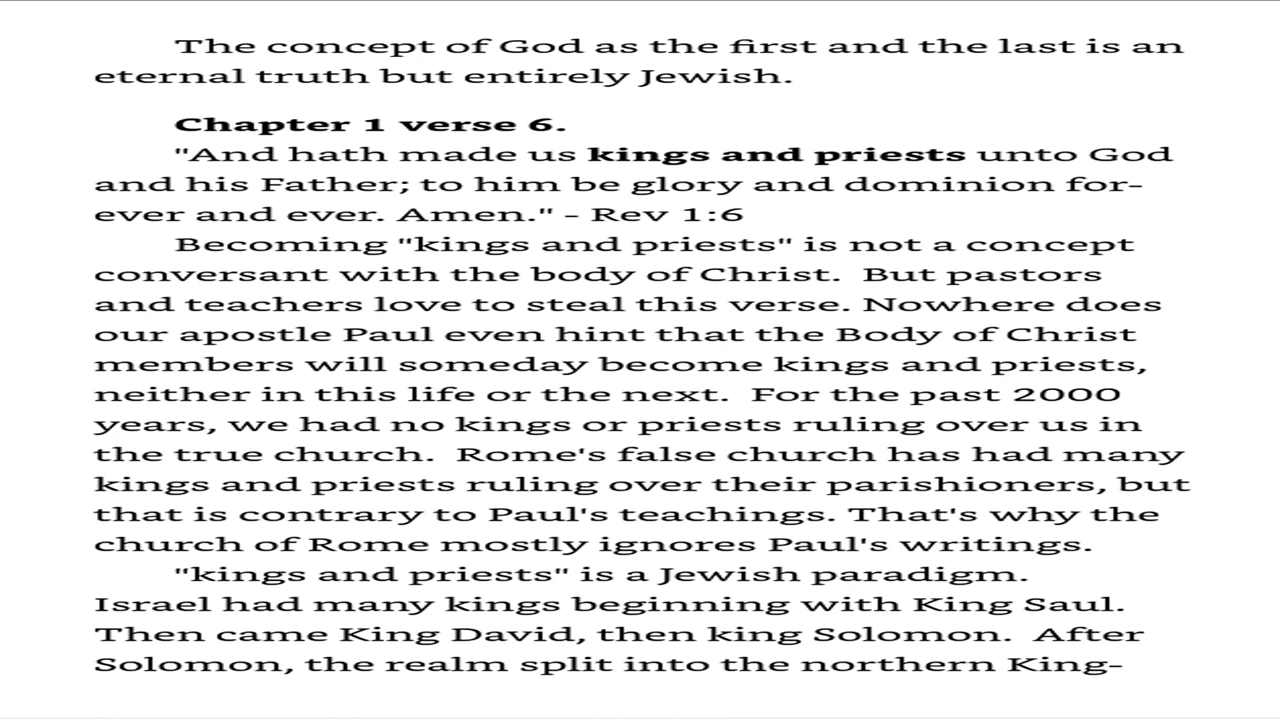 The concept of God as the first and the last is an
eternal truth but entirely Jewish.
Chapter 1 verse 6.
"And hath made us kings and priests unto God
and his Father; to him be glory and dominion for-
ever and ever. Amen." - Rev 1:6
Becoming "kings and priests" is not a concept
conversant with the body of Christ.  But pastors
and teachers love to steal this verse. Nowhere does
our apostle Paul even hint that the Body of Christ
members will someday become kings and priests,
neither in this life or the next.  For the past 2000
years, we had no kings or priests ruling over us in
the true church.  Rome's false church has had many
kings and priests ruling over their parishioners, but
that is contrary to Paul's teachings. That's why the
church of Rome mostly ignores Paul's writings.
"kings and priests" is a Jewish paradigm.
Israel had many kings beginning with King Saul.
Then came King David, then king Solomon.  After
Solomon, the realm split into the northern King-